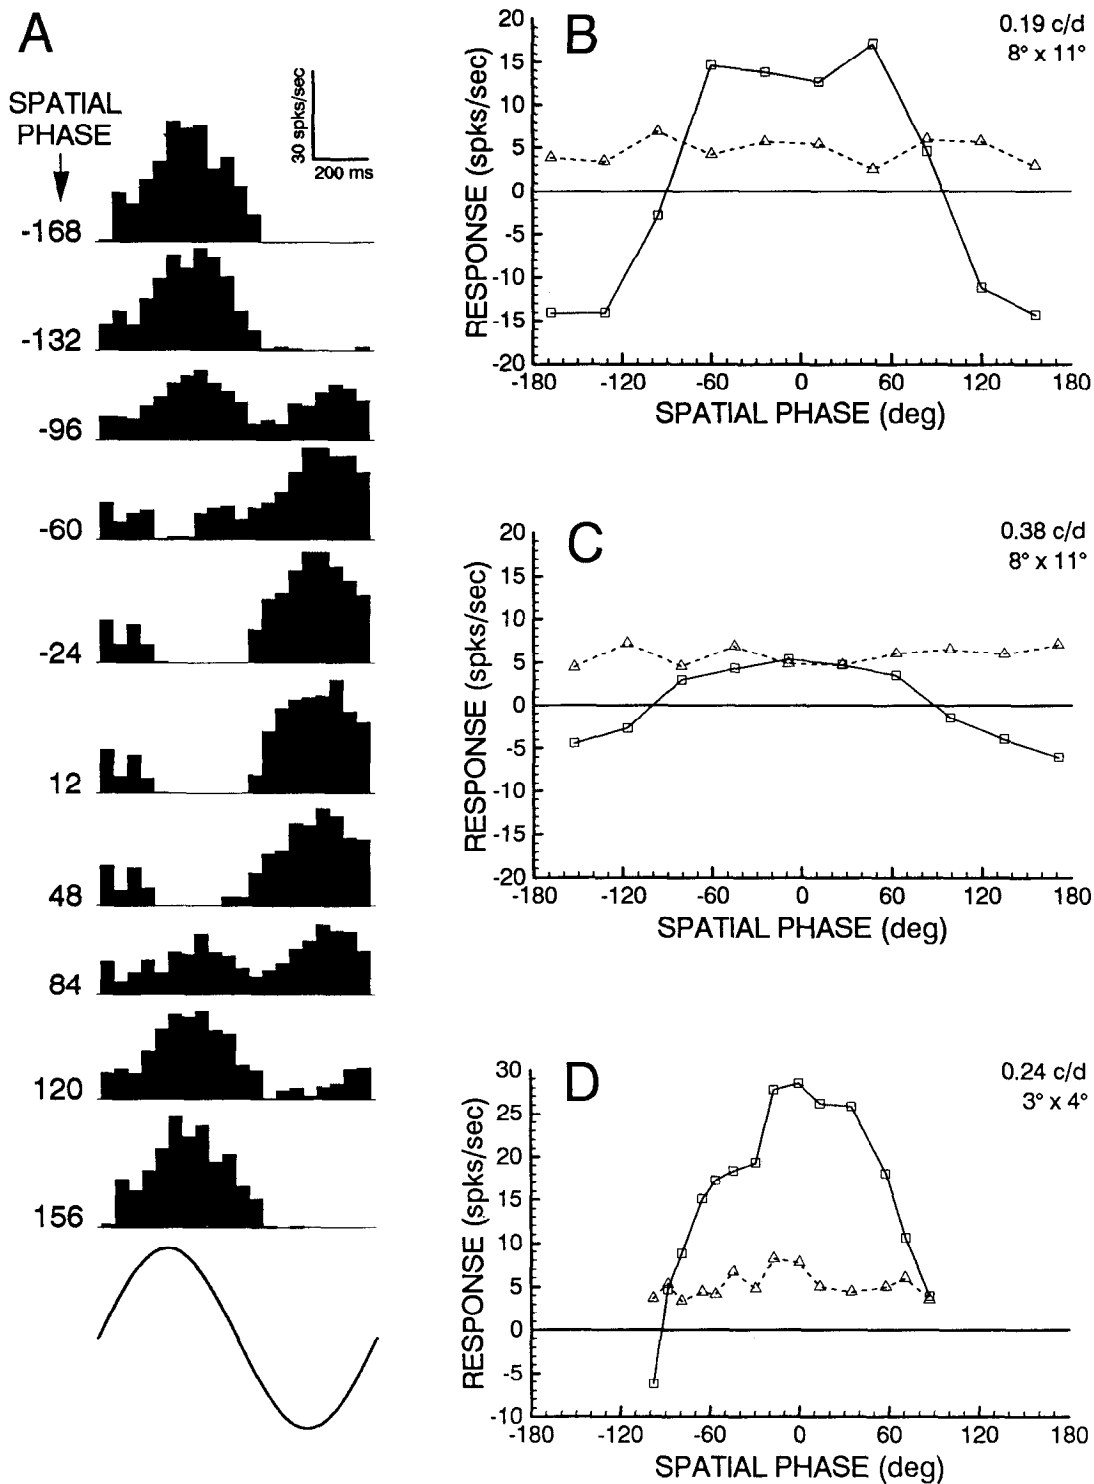 A
SPATIAL
PHASE
30 spks/sec
200 ms
-168
-132
-96
-60
-24
12
48
84
120
156
B
0.19 c/d
8° x 11°
RESPONSE (spks/sec)
20
15
10
5
0
-5
-10
-15
-20
-180
-120
-60
0
60
120
180
SPATIAL PHASE (deg)
C
0.38 c/d
8° x 11°
RESPONSE (spks/sec)
20
15
10
5
0
-5
-10
-15
-20
-180
-120
-60
0
60
120
180
SPATIAL PHASE (deg)
D
0.24 c/d
3° x 4°
RESPONSE (spks/sec)
30
25
20
15
10
5
0
-5
-10
-180
-120
-60
0
60
120
180
SPATIAL PHASE (deg)